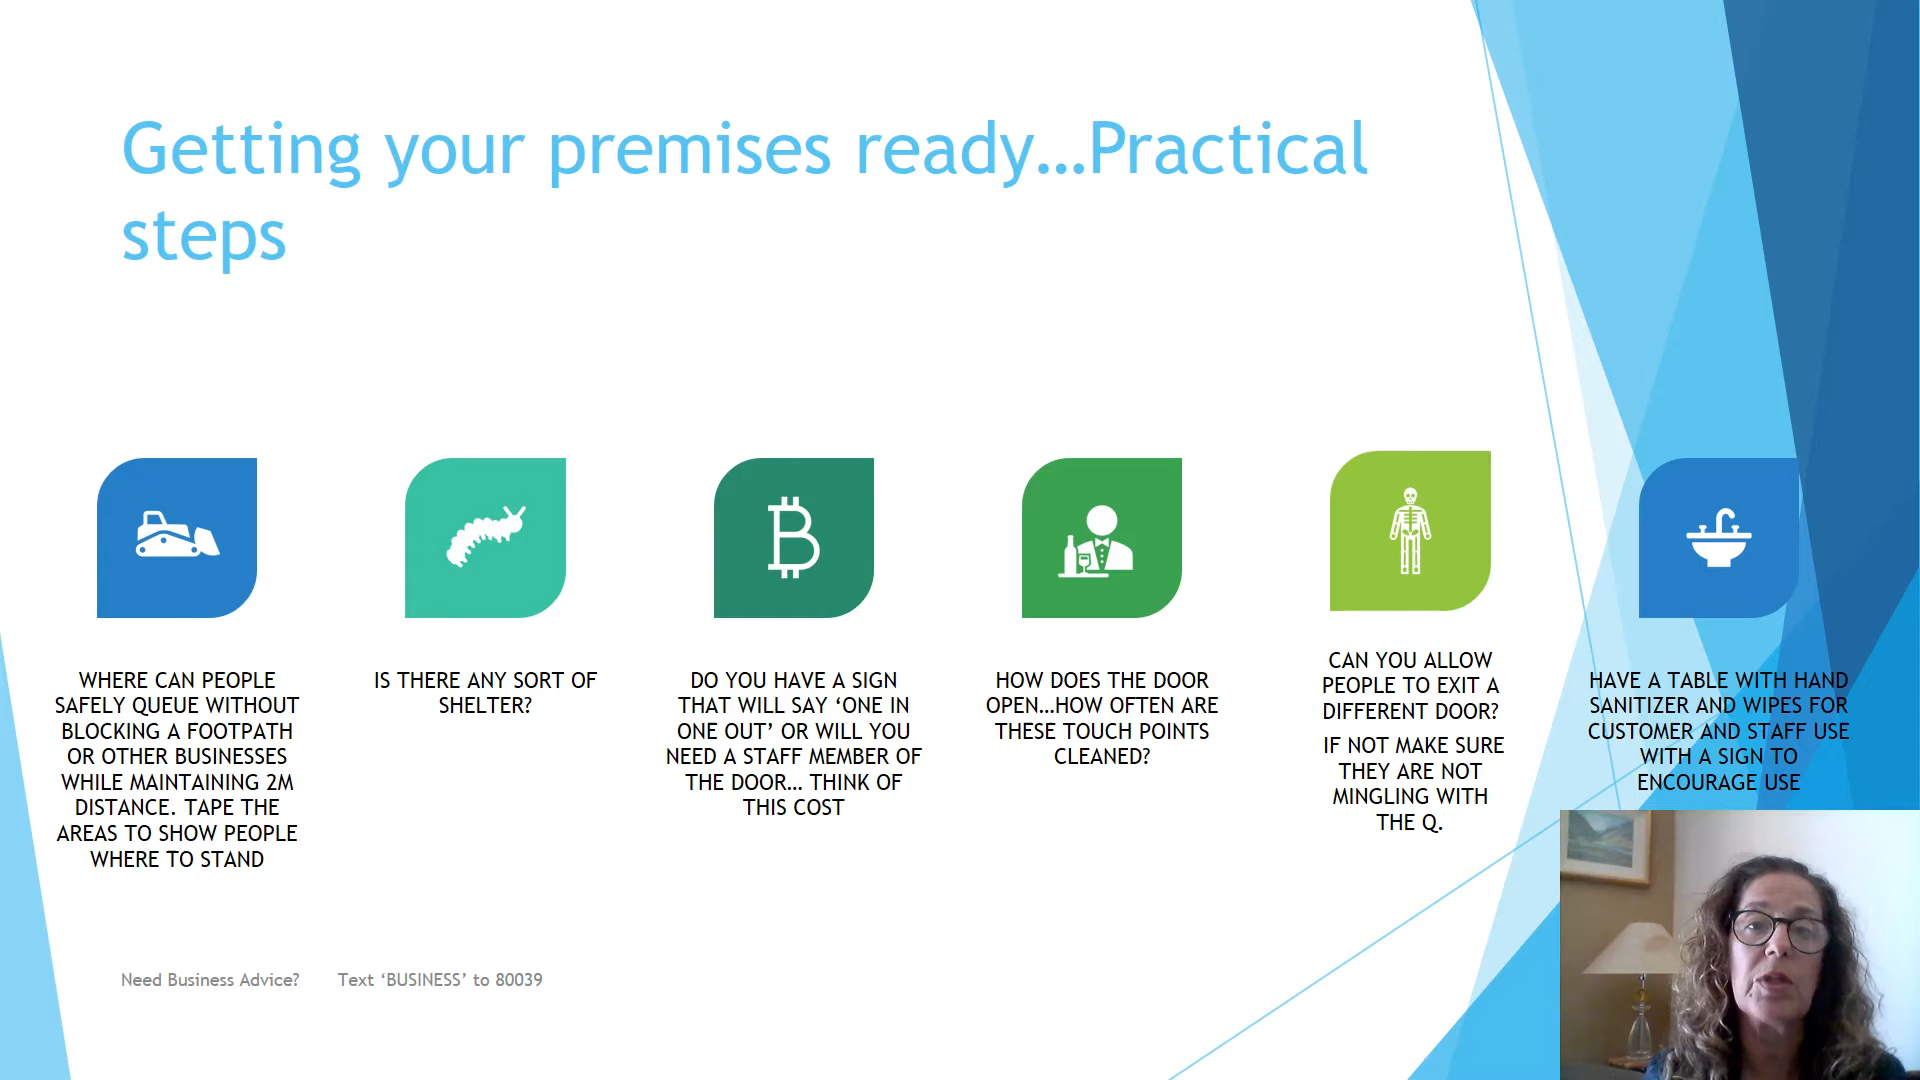 Getting your premises ready...Practical
steps
WHERE CAN PEOPLE
SAFELY QUEUE WITHOUT
BLOCKING A FOOTPATH
OR OTHER BUSINESSES
WHILE MAINTAINING 2M
DISTANCE. TAPE THE
AREAS TO SHOW PEOPLE
WHERE TO STAND
IS THERE ANY SORT OF
SHELTER?
DO YOU HAVE A SIGN
THAT WILL SAY ‘ONE IN
ONE OUT’ OR WILL YOU
NEED A STAFF MEMBER OF
THE DOOR... THINK OF
THIS COST
HOW DOES THE DOOR
OPEN...HOW OFTEN ARE
THESE TOUCH POINTS
CLEANED?
CAN YOU ALLOW
PEOPLE TO EXIT A
DIFFERENT DOOR?
IF NOT MAKE SURE
THEY ARE NOT
MINGLING WITH
THE Q.
HAVE A TABLE WITH HAND
SANITIZER AND WIPES FOR
CUSTOMER AND STAFF USE
WITH A SIGN TO
ENCOURAGE USE
Need Business Advice? Text ‘BUSINESS’ to 80039